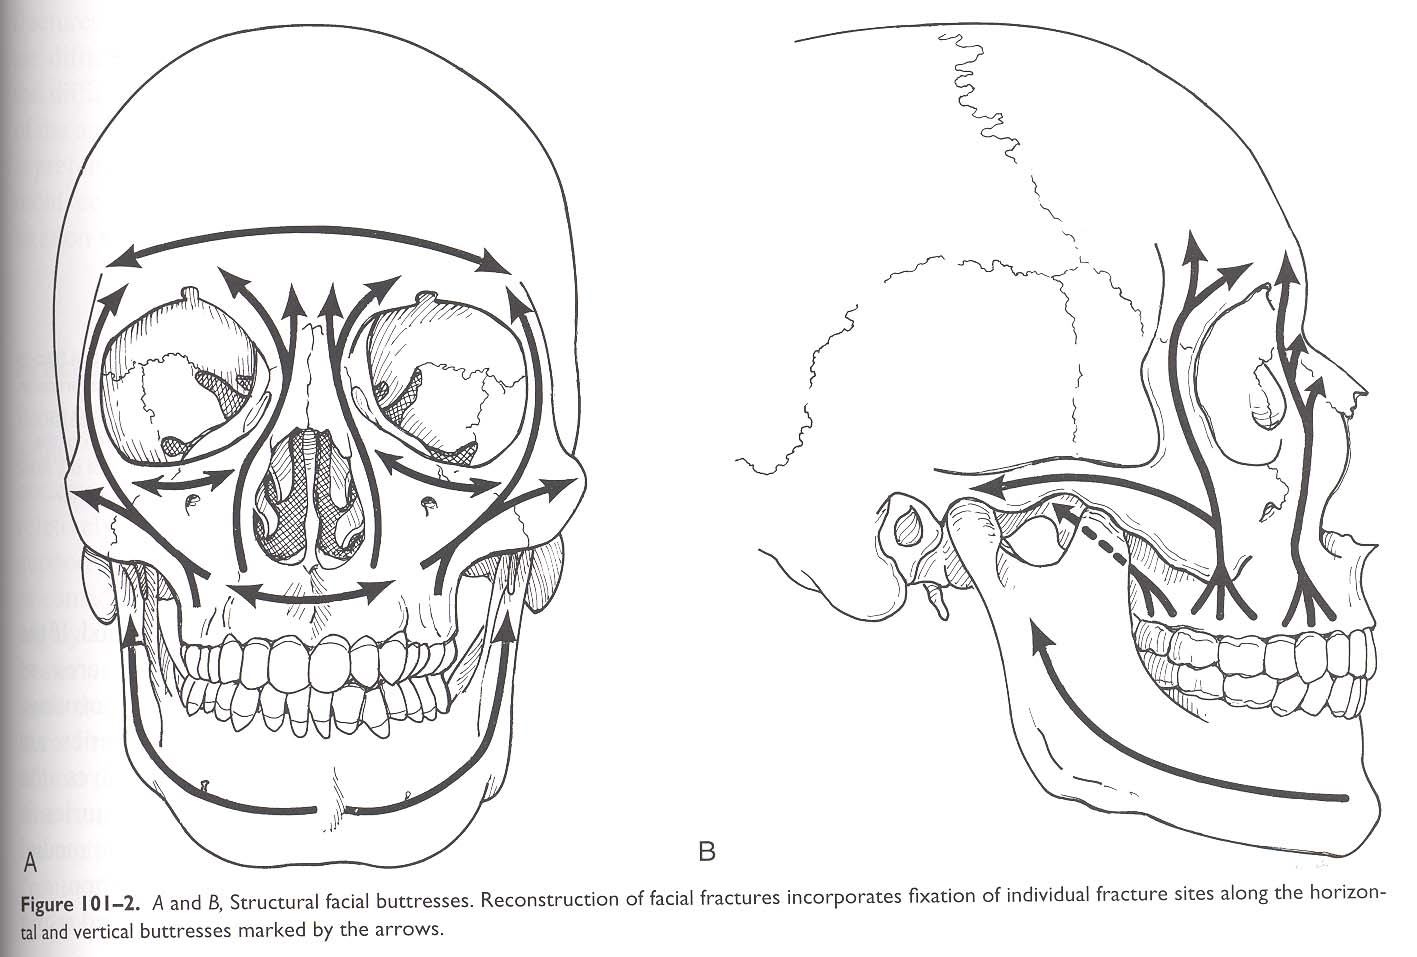 A
B
Figure 101–2. A and B, Structural facial buttresses. Reconstruction of facial fractures incorporates fixation of individual fracture sites along the horizon-
tal and vertical buttresses marked by the arrows.